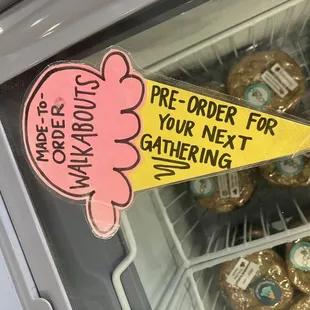 MADE-TO-
ORDER
WALKABOUTS
PRE-ORDER FOR
YOUR NEXT
GATHERING